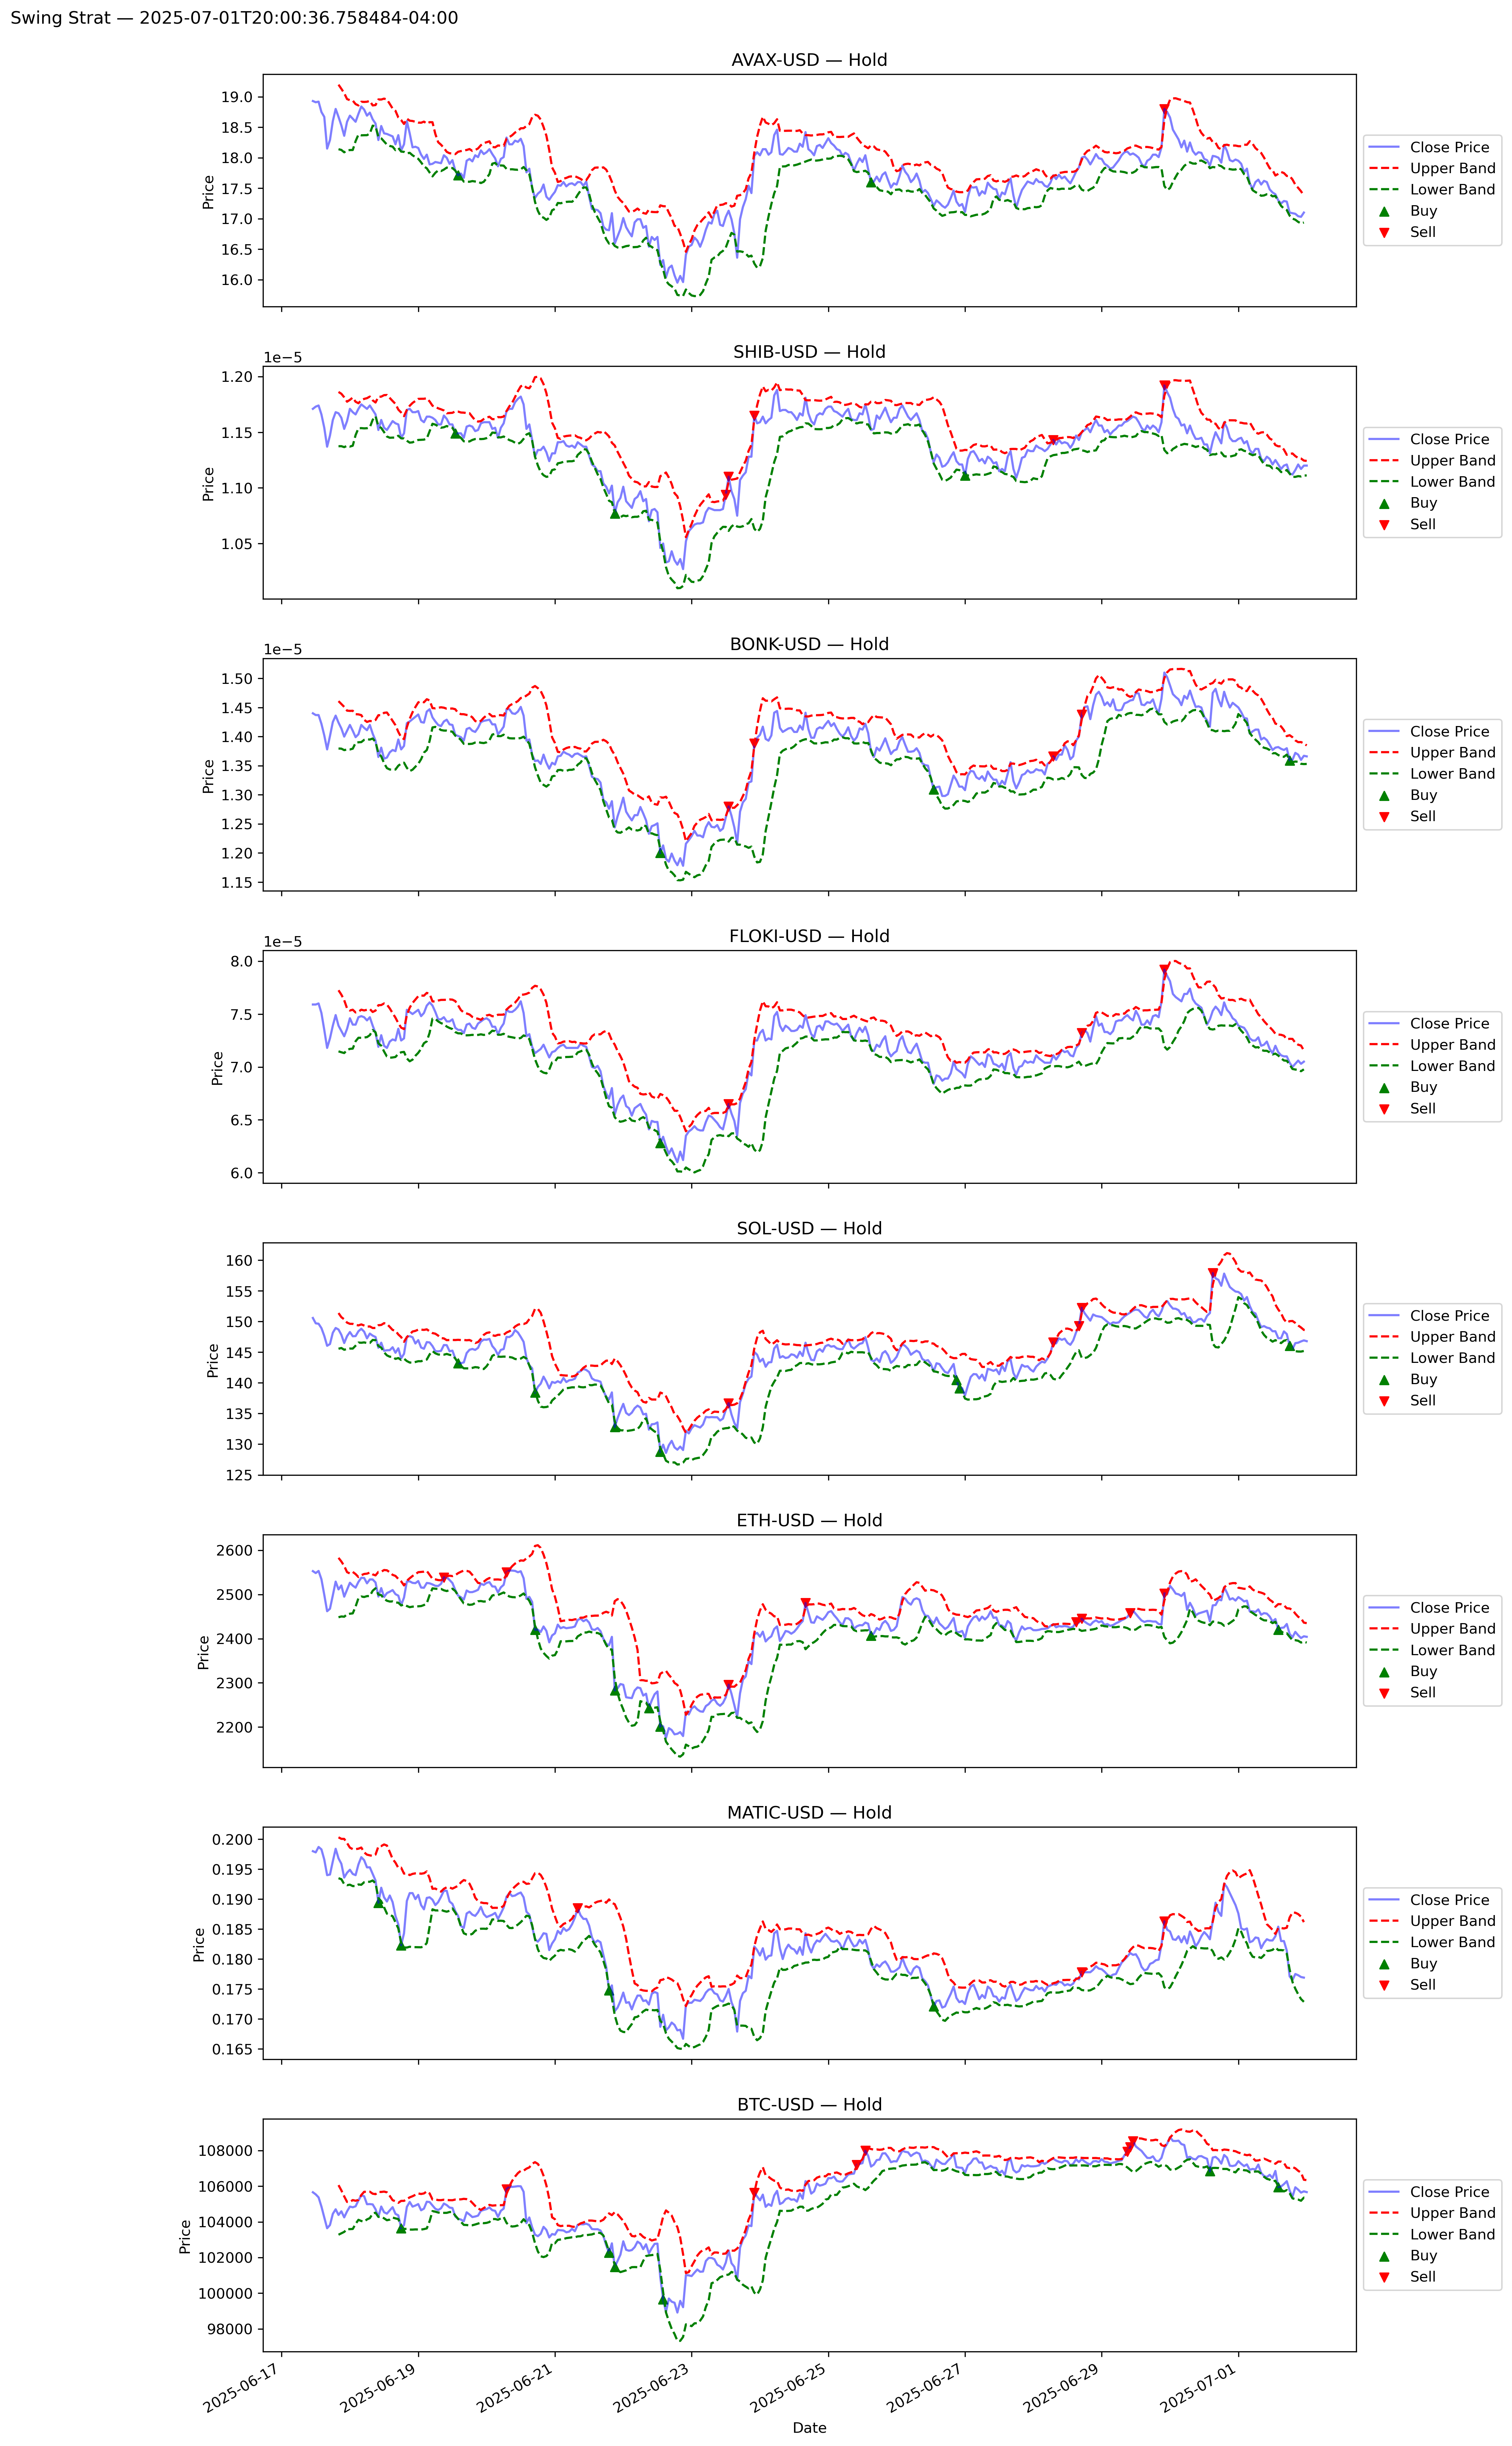 Swing Strat — 2025-07-01T20:00:36.758484-04:00
AVAX-USD — Hold
19.0
18.5
18.0
17.5
17.0
16.5
16.0
Price
Close Price
Upper Band
Lower Band
Buy
Sell
SHIB-USD — Hold
1e−5
1.20
1.15
1.10
1.05
Price
Close Price
Upper Band
Lower Band
Buy
Sell
BONK-USD — Hold
1e−5
1.50
1.45
1.40
1.35
1.30
1.25
1.20
1.15
Price
Close Price
Upper Band
Lower Band
Buy
Sell
FLOKI-USD — Hold
1e−5
8.0
7.5
7.0
6.5
6.0
Price
Close Price
Upper Band
Lower Band
Buy
Sell
SOL-USD — Hold
160
155
150
145
140
135
130
125
Price
Close Price
Upper Band
Lower Band
Buy
Sell
ETH-USD — Hold
2600
2500
2400
2300
2200
Price
Close Price
Upper Band
Lower Band
Buy
Sell
MATIC-USD — Hold
0.200
0.195
0.190
0.185
0.180
0.175
0.170
0.165
Price
Close Price
Upper Band
Lower Band
Buy
Sell
BTC-USD — Hold
108000
106000
104000
102000
100000
98000
Price
Close Price
Upper Band
Lower Band
Buy
Sell
2025-06-17
2025-06-19
2025-06-21
2025-06-23
2025-06-25
2025-06-27
2025-06-29
2025-07-01
Date